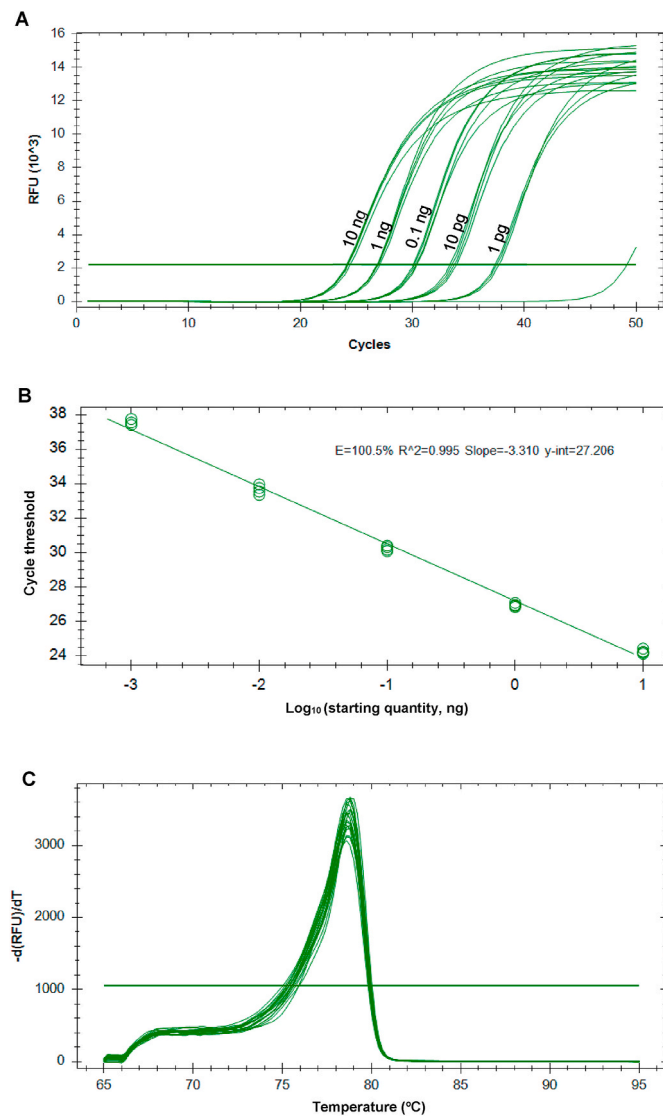 A
16
14
12
10
8
6
4
2
0
RFU (10^3)
10 ng
1 ng
0.1 ng
10 pg
1 pg
0 10 20 30 40 50
Cycles
B
38
36
34
32
30
28
26
24
Cycle threshold
E=100.5% R^2=0.995 Slope=-3.310 y-int=27.206
-3 -2 -1 0 1
Log₁₀ (starting quantity, ng)
C
3000
2000
1000
0
-d(RFU)/dT
65 70 75 80 85 90 95
Temperature (ºC)